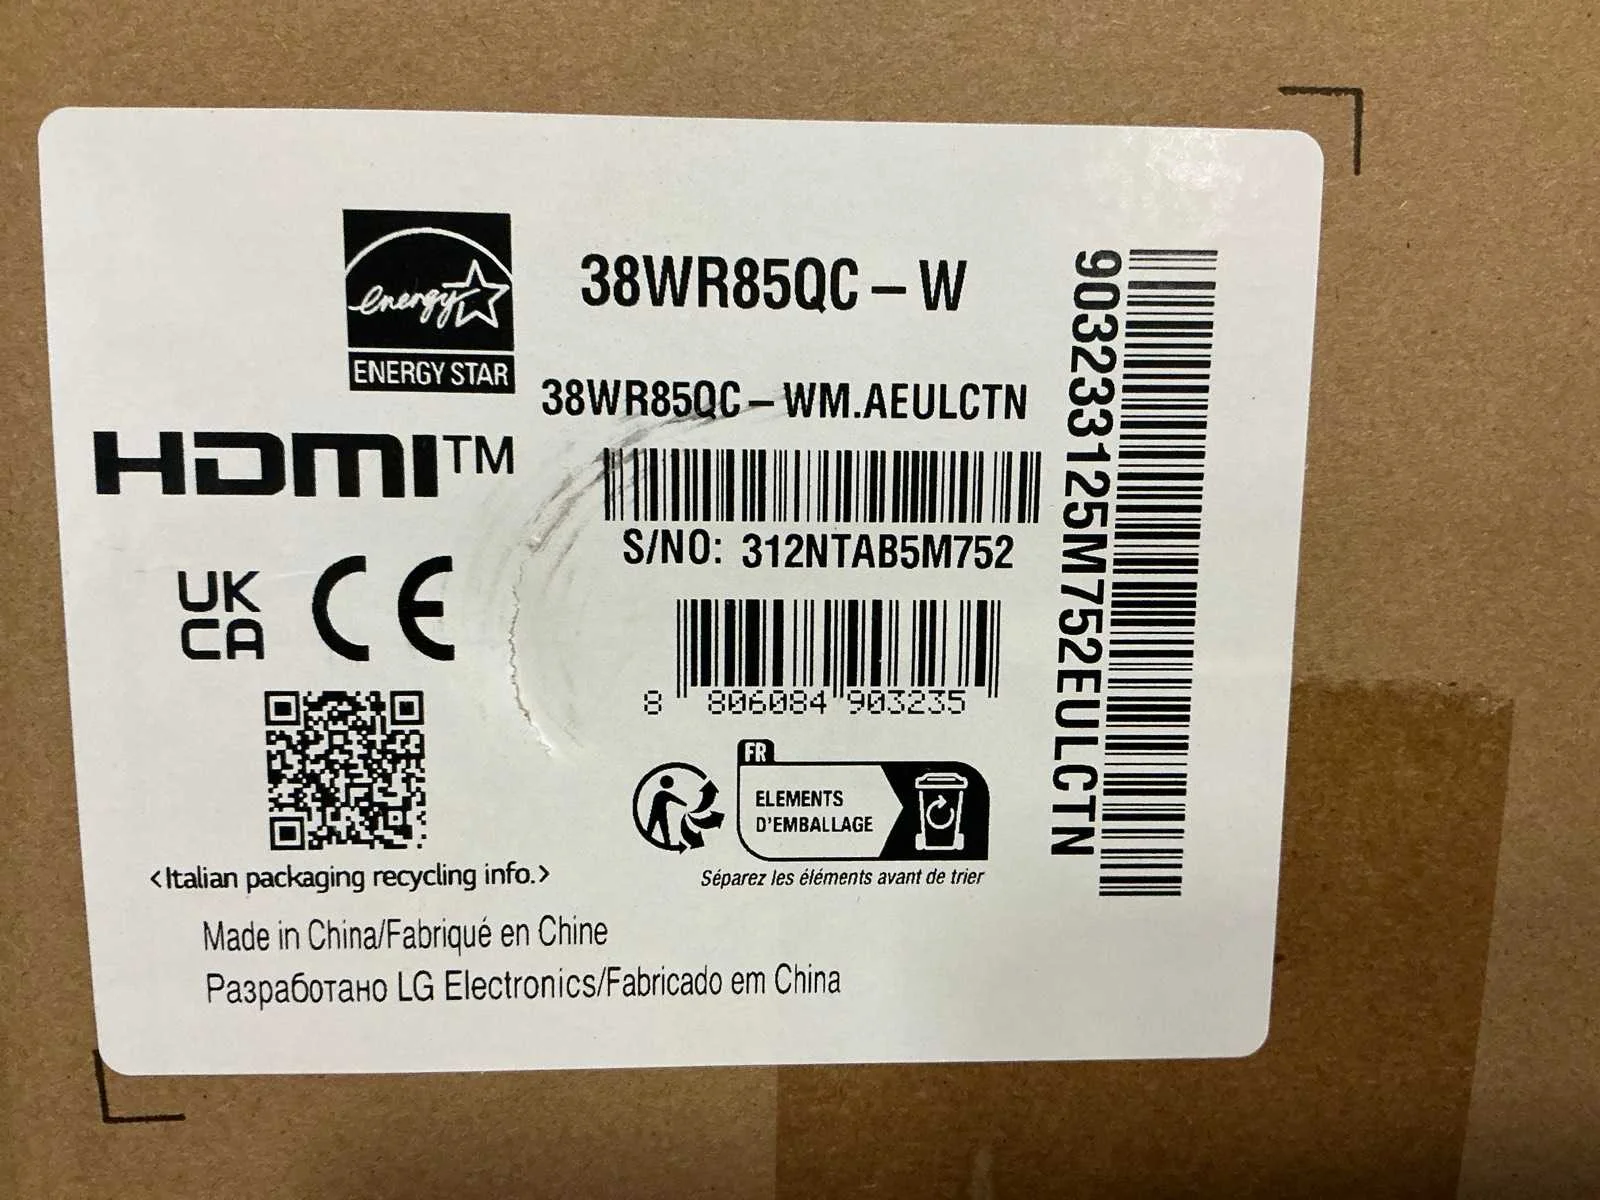 energy
ENERGY STAR
38WR85QC – W
38WR85QC – WM.AEULCTN
HDMI™
S/NO: 312NTAB5M752
UK
CA
CE
8 806084 903235
FR
ELEMENTS
D'EMBALLAGE
Séparez les éléments avant de trier
<Italian packaging recycling info.>
Made in China/Fabriqué en Chine
Разработано LG Electronics/Fabricado em China
903233125M752EULCTN